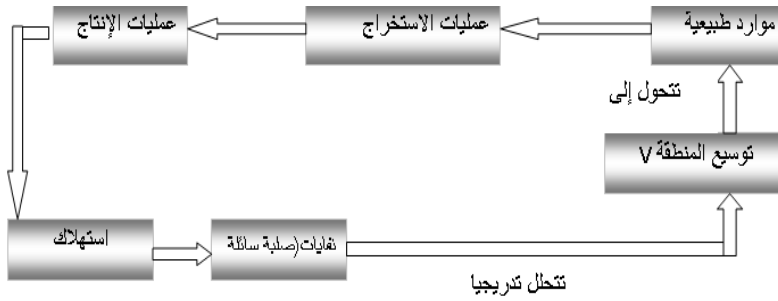 موارد طبيعية
عمليات الاستخراج
عمليات الإنتاج
تتحول إلى
توسيع المنطقة V
استهلاك
نفايات(صلبة سائلة
تتحلل تدريجيا